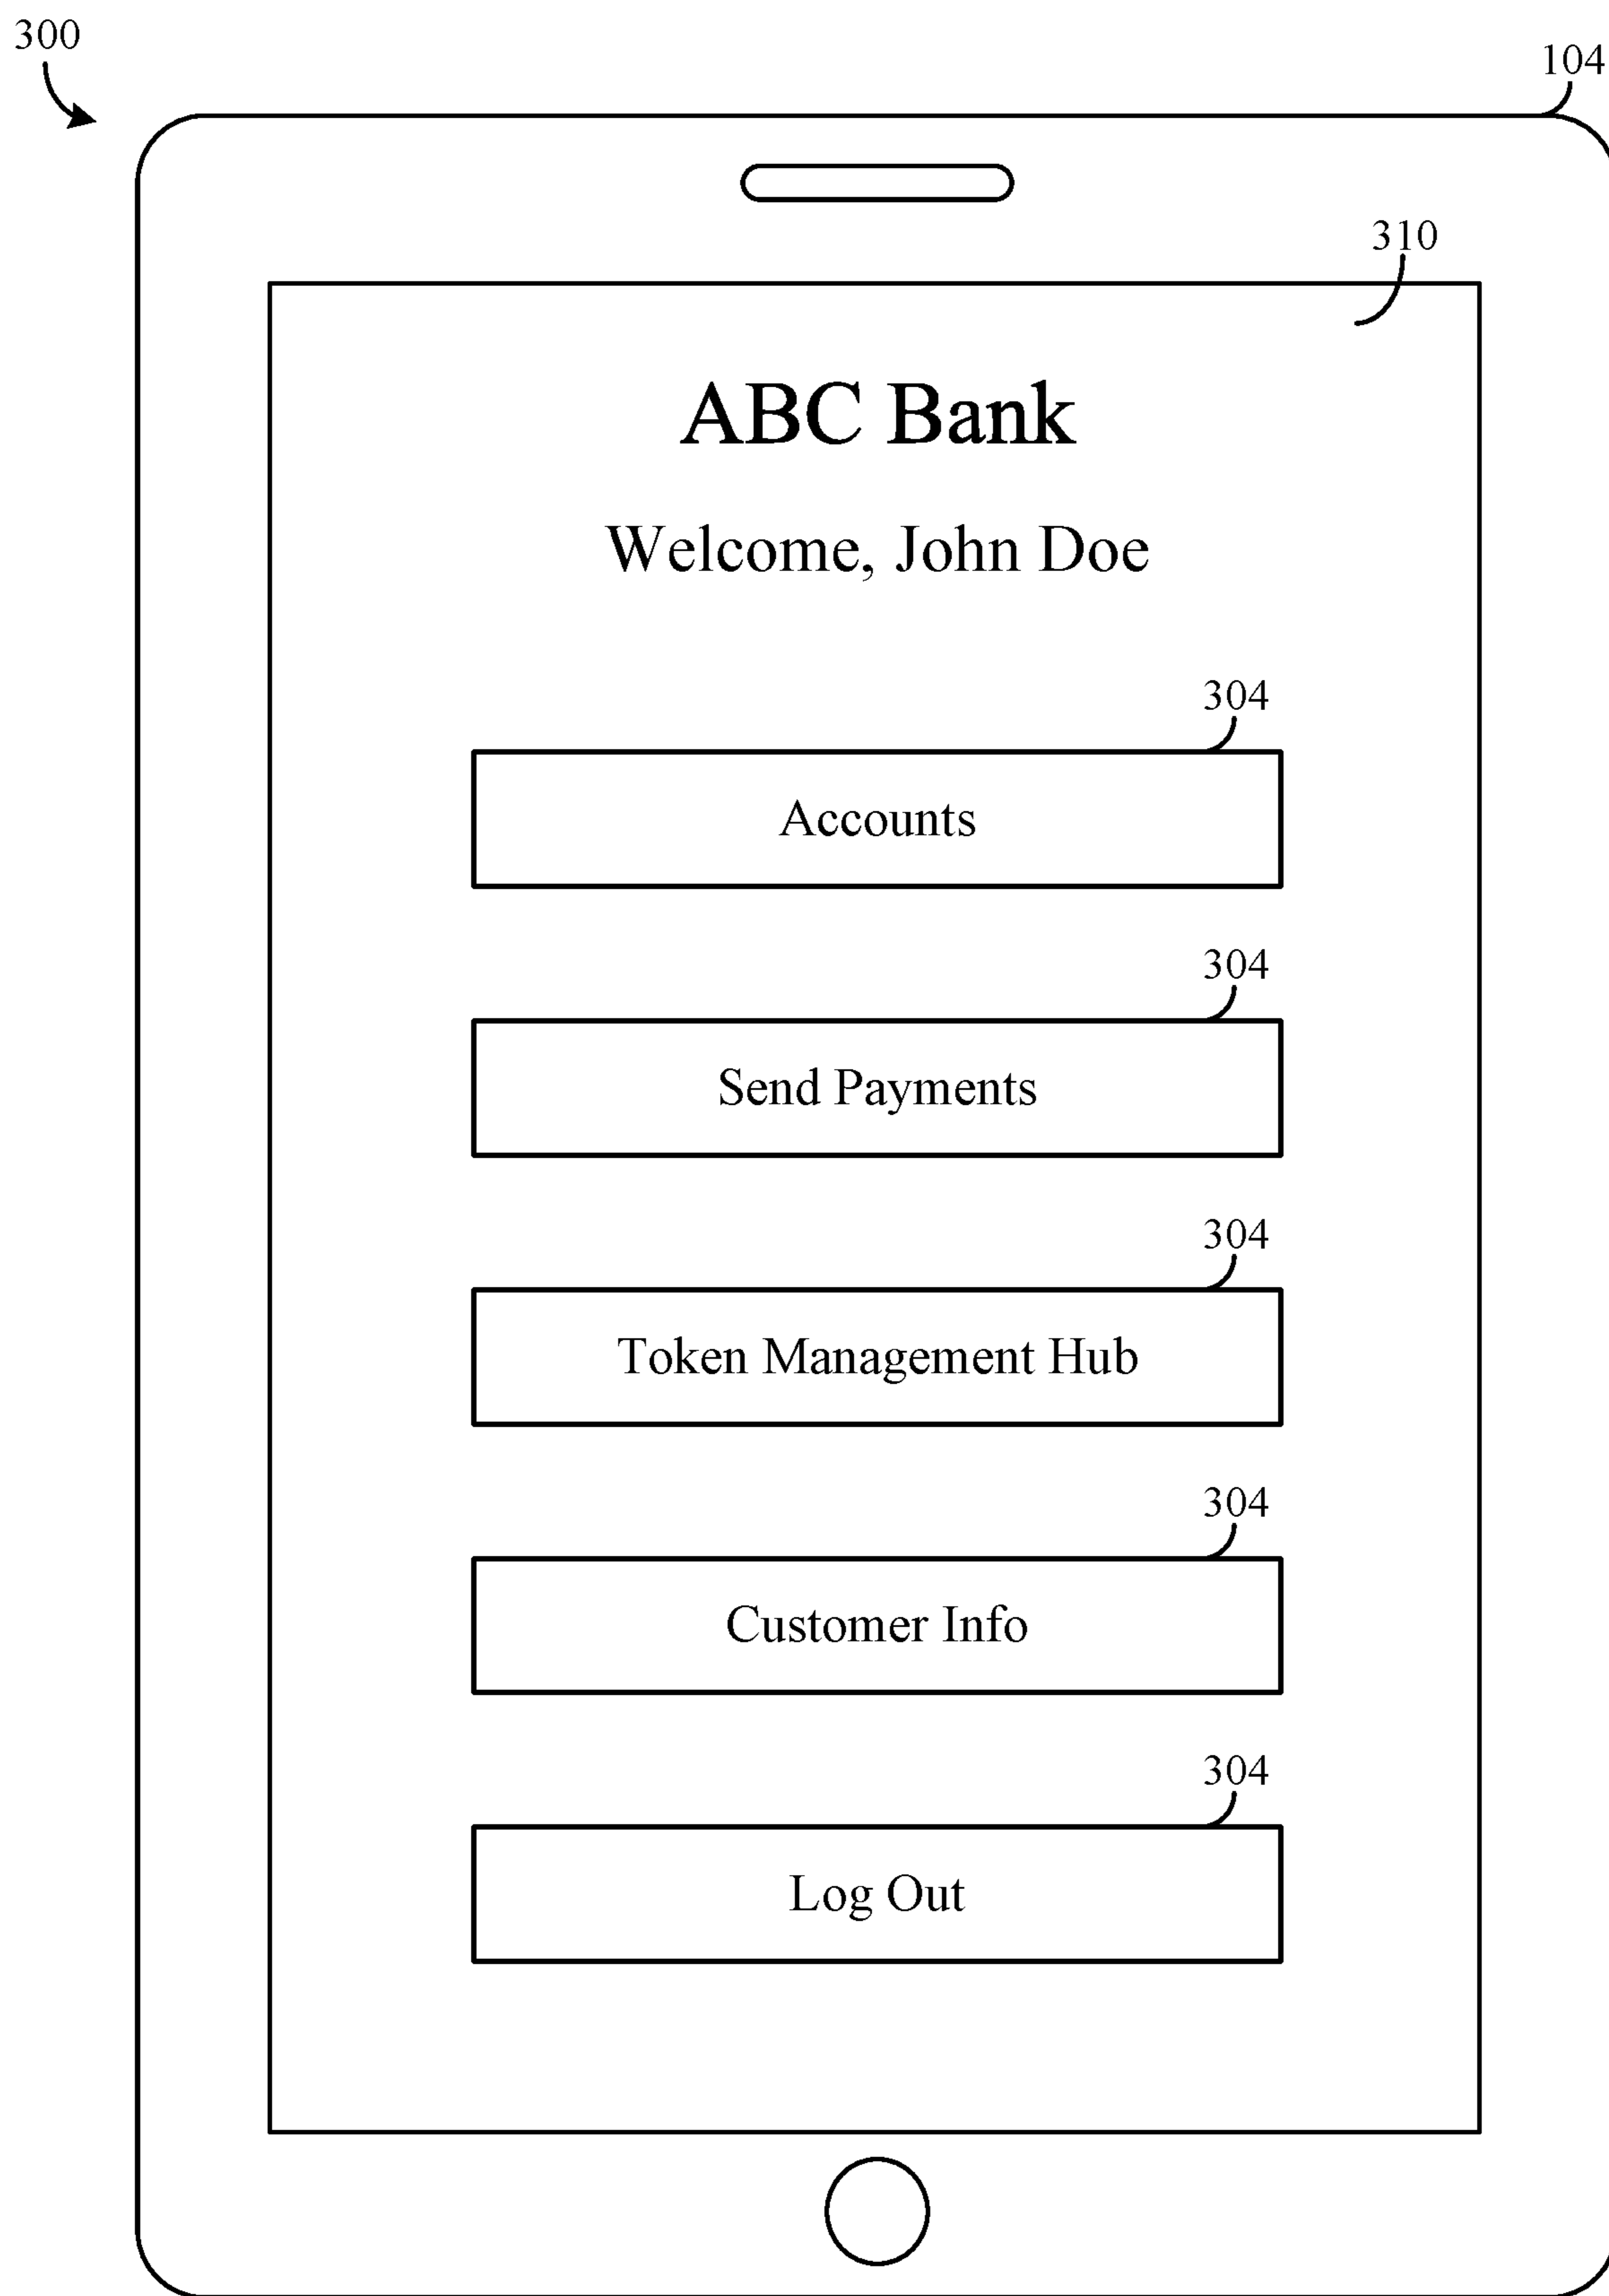 300
104
310
ABC Bank
Welcome, John Doe
304
Accounts
304
Send Payments
304
Token Management Hub
304
Customer Info
304
Log Out